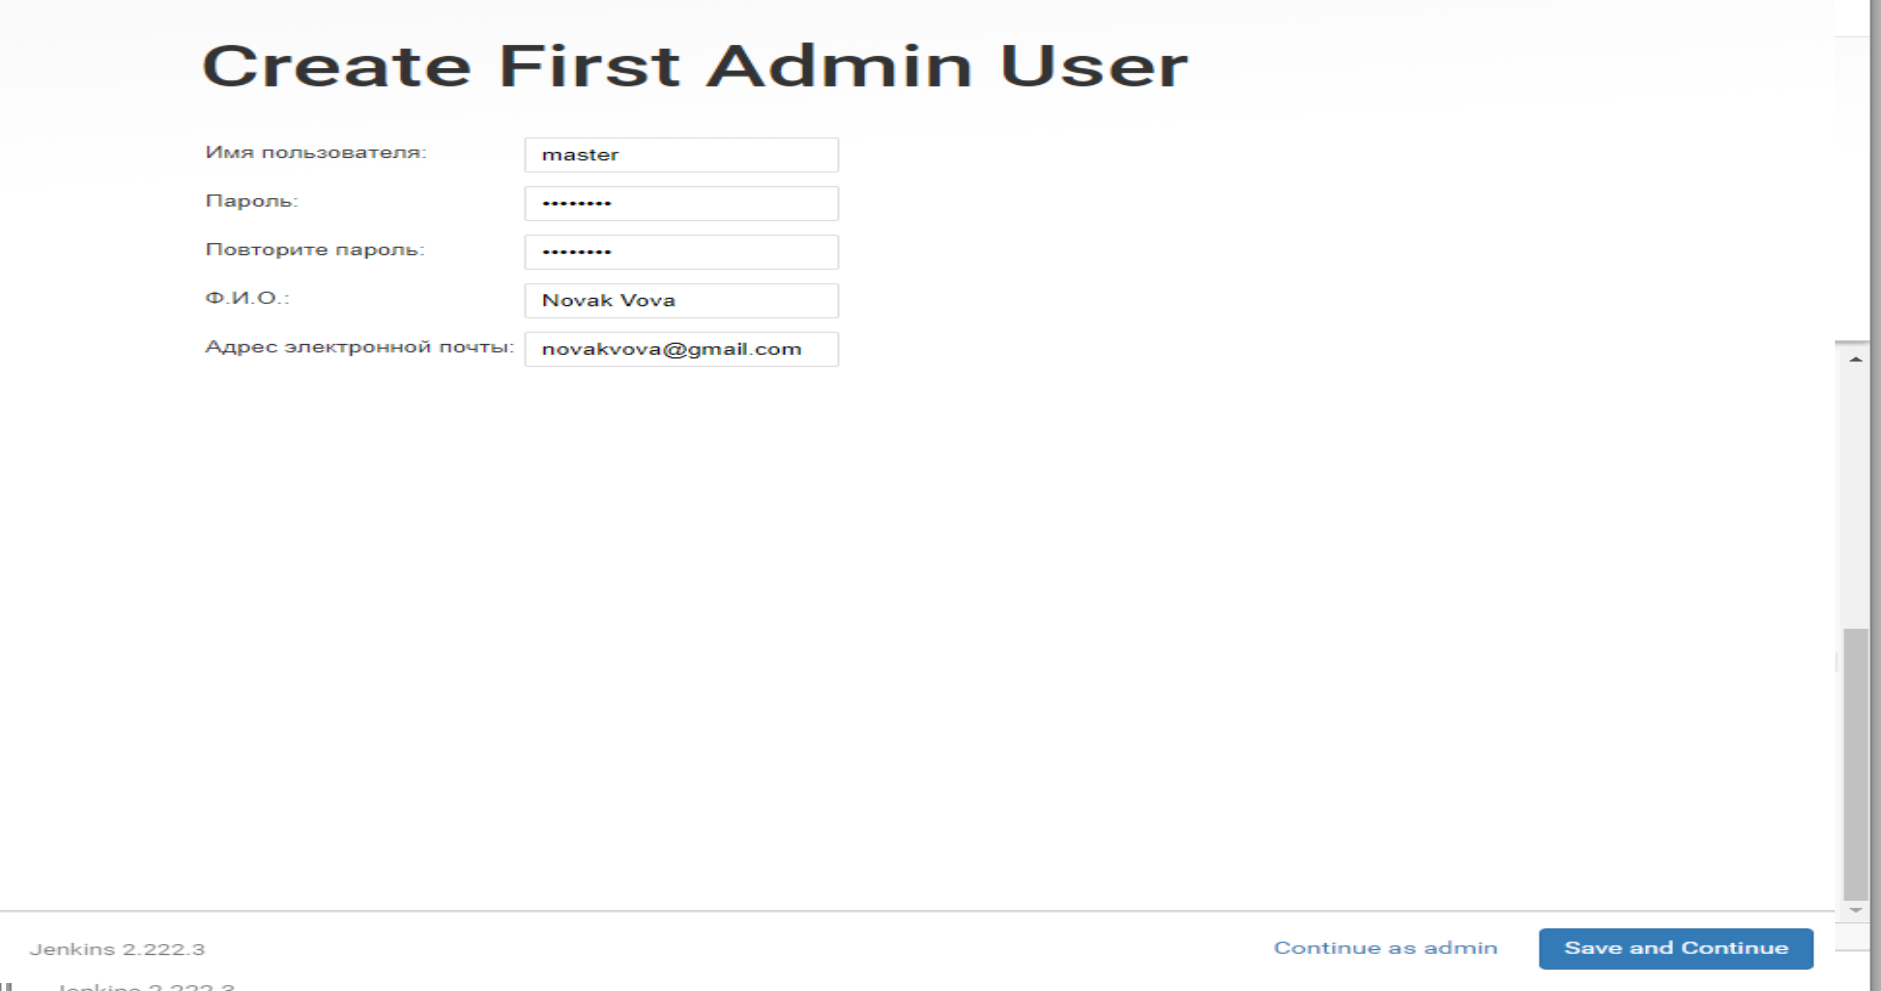 Create First Admin User
Имя пользователя: master
Пароль: ••••••••
Повторите пароль: ••••••••
Ф.И.О.: Novak Vova
Адрес электронной почты: novakvova@gmail.com
Jenkins 2.222.3 Continue as admin Save and Continue
Jenkins 2.222.3